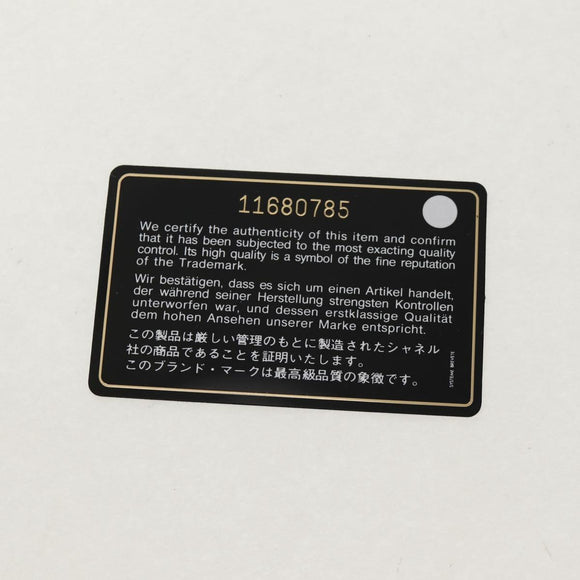 11680785
We certify the authenticity of this item and confirm
that it has been subjected to the most exacting quality
control. Its high quality is a symbol of the fine reputation
of the Trademark.
Wir bestätigen, dass es sich um einen Artikel handelt,
der während seiner Herstellung strengsten Kontrollen
unterworfen war, und dessen erstklassige Qualität
dem hohen Ansehen unserer Marke entspricht.
この製品は厳しい管理のもとに製造されたシャネル
社の商品であることを証明いたします。
このブランド・マークは最高級品質の象徴です。
SYSTEME BREVETE